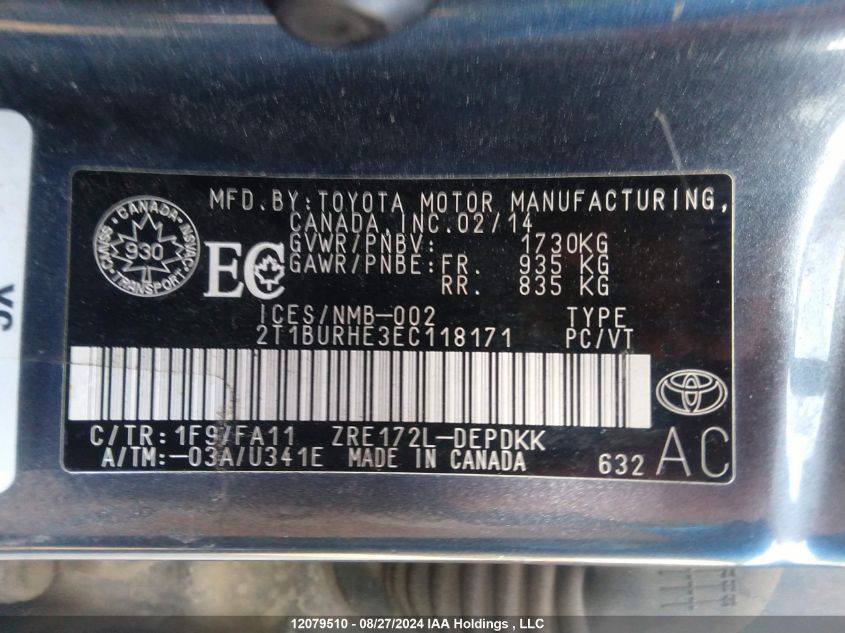 MFD.BY:TOYOTA MOTOR MANUFACTURING,
CANADA,INC.02/14
GVWR/PNBV: 1730KG
GAWR/PNBE:FR. 935 KG
RR. 835 KG
CANADA
930
TRANSPORT
EC
ICES/NMB-002 TYPE
2T1BURHE3EC118171 PC/VT
C/TR:1F9/FA11 ZRE172L-DEPDKK
A/TM:-03A/U341E MADE IN CANADA
632 AC
12079510 - 08/27/2024 IAA Holdings , LLC